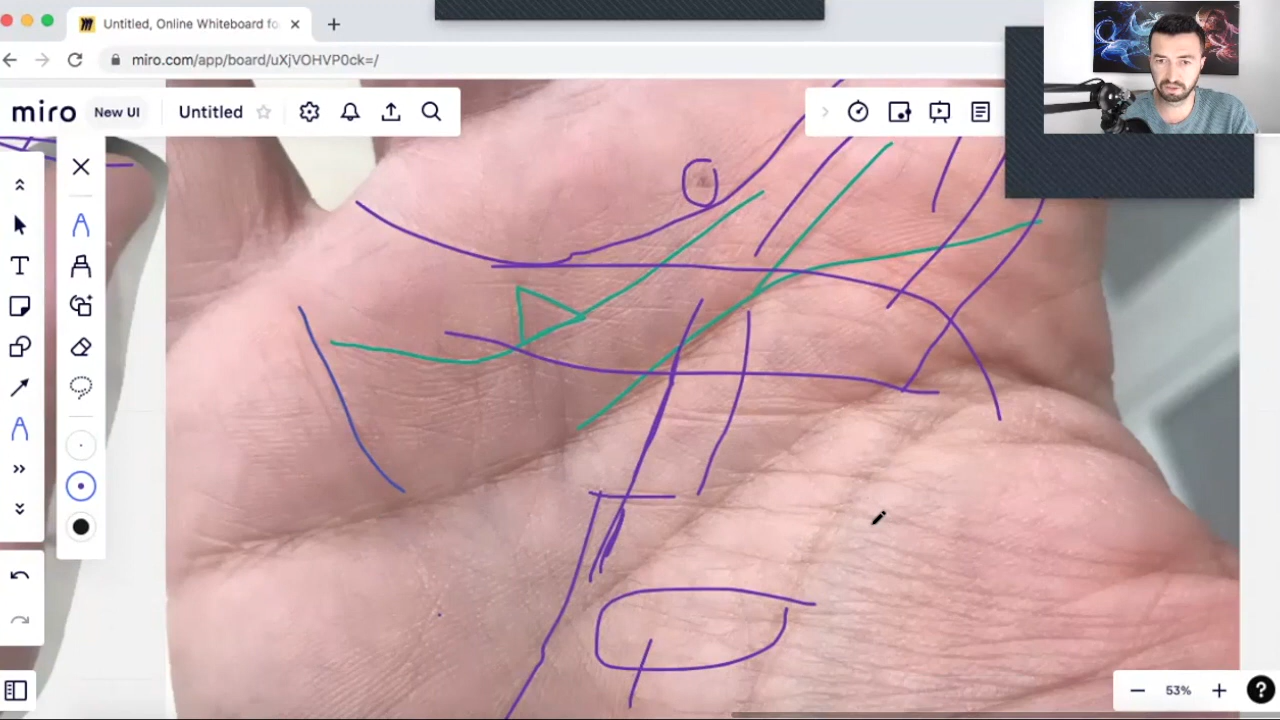 Untitled, Online Whiteboard fo
miro.com/app/board/uXjVOHVP0ck=/
miro New UI Untitled
T
53%
?